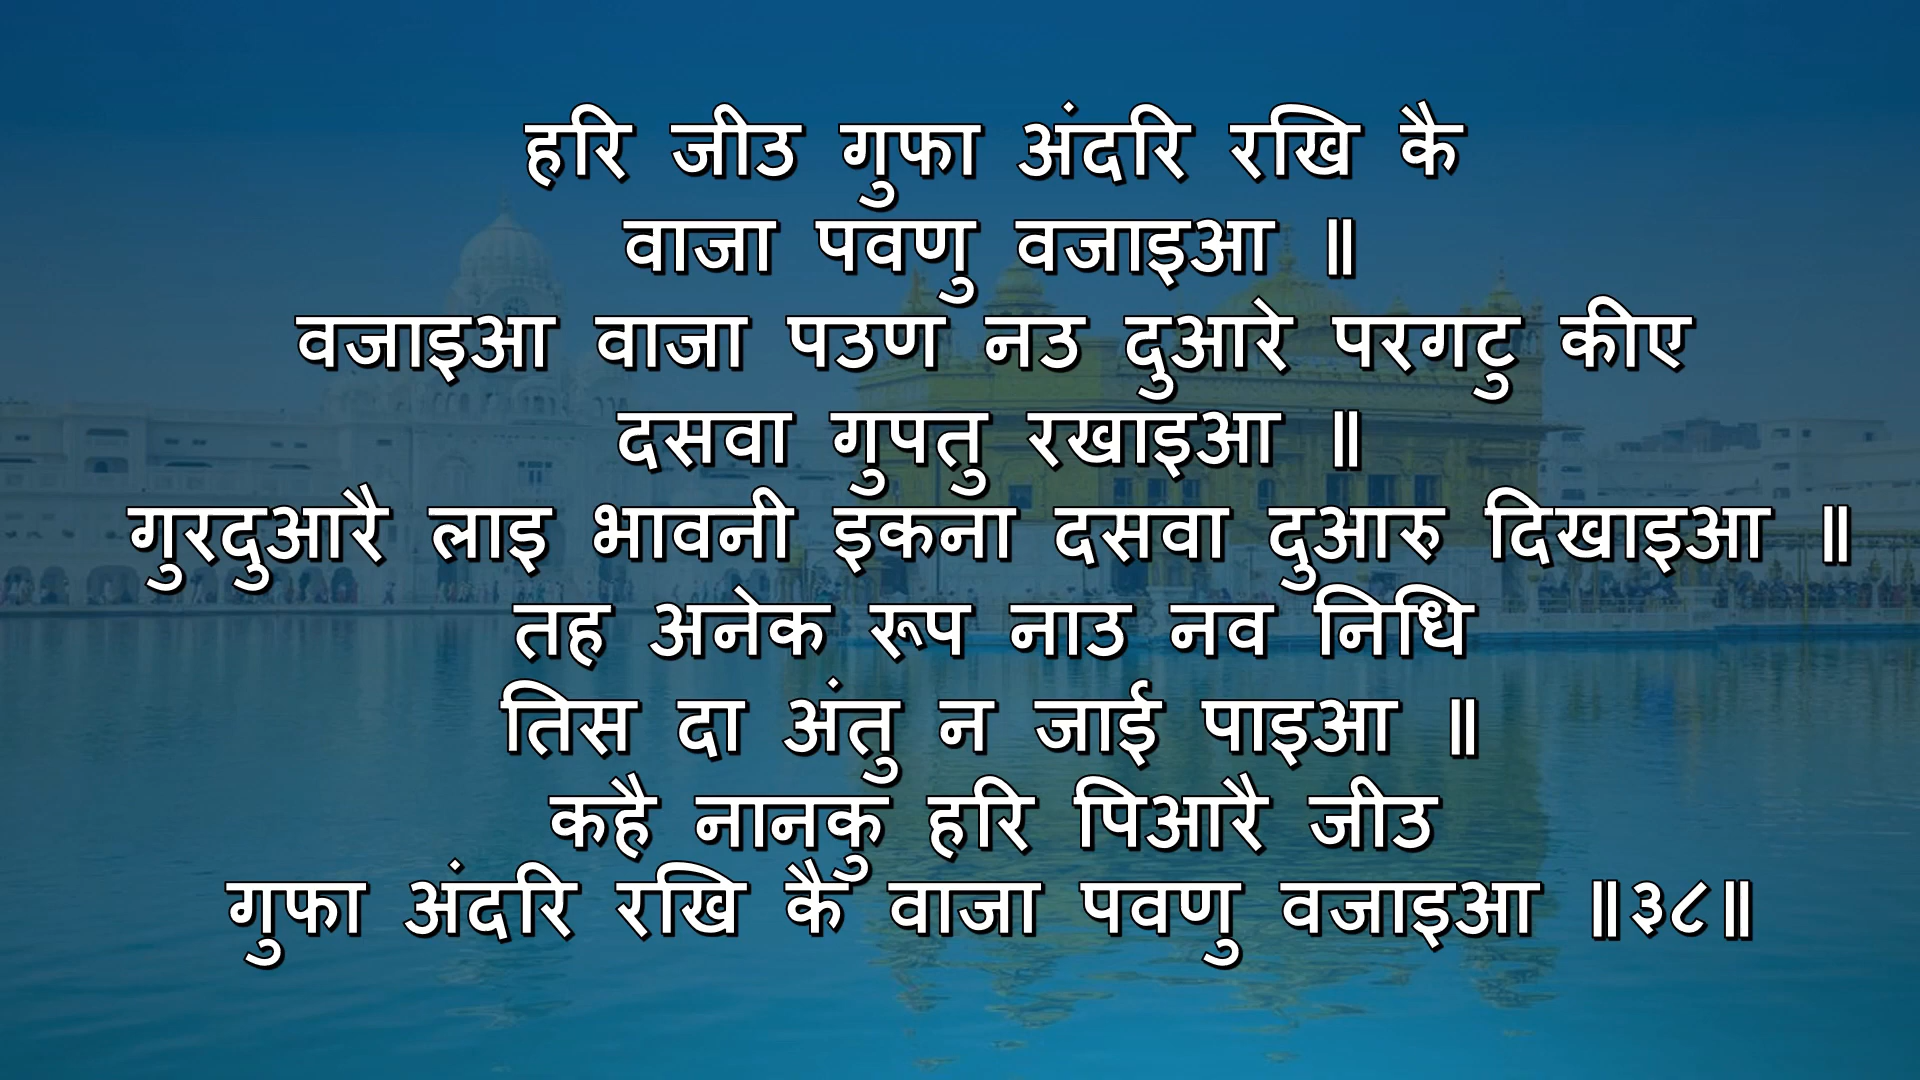 हरि जीउ गुफा अंदरि रखि कै
वाजा पवणु वजाइआ ॥
वजाइआ वाजा पउण नउ दुआरे परगटु कीए
दसवा गुपतु रखाइआ ॥
गुरदुआरै लाइ भावनी इकना दसवा दुआरु दिखाइआ ॥
तह अनेक रूप नाउ नव निधि
तिस दा अंतु न जाई पाइआ ॥
कहै नानकु हरि पिआरै जीउ
गुफा अंदरि रखि कै वाजा पवणु वजाइआ ॥३८॥